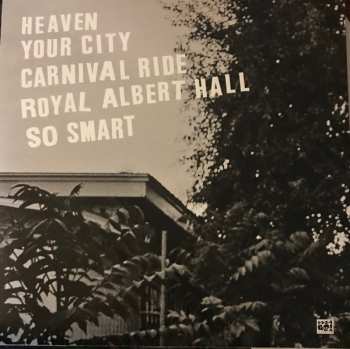 HEAVEN
YOUR CITY
CARNIVAL RIDE
ROYAL ALBERT HALL
SO SMART